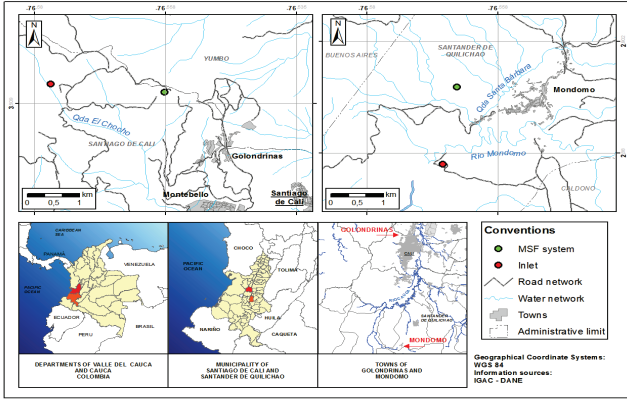 N
YUMBO
Qda El Chocho
SANTIAGO DE CALI
Golondrinas
Montebello
Santiago
de Cali
0 0,5 1 km
N
BUENOS AIRES
SANTANDER DE
QUILICHAO
Qda Santa Bárbara
Mondomo
Río Mondomo
CALDONO
0 0,5 1 km
CARIBBEAN
SEA
PANAMA
VENEZUELA
PACIFIC
OCEAN
ECUADOR
PERU
BRASIL
DEPARTMENTS OF VALLE DEL CAUCA
AND CAUCA
COLOMBIA
CHOCO
PACIFIC
OCEAN
TOLIMA
HUILA
NARIÑO
CAQUETA
MUNICIPALITY OF
SANTIAGO DE CALI AND
SANTANDER DE QUILICHAO
GOLONDRINAS
CALI
SANTANDER
DE QUILICHAO
MONDOMO
TOWNS OF
GOLONDRINAS AND
MONDOMO
Conventions
MSF system
Inlet
Road network
Water network
Towns
Administrative limit
Geographical Coordinate Systems:
WGS 84
Information sources:
IGAC - DANE